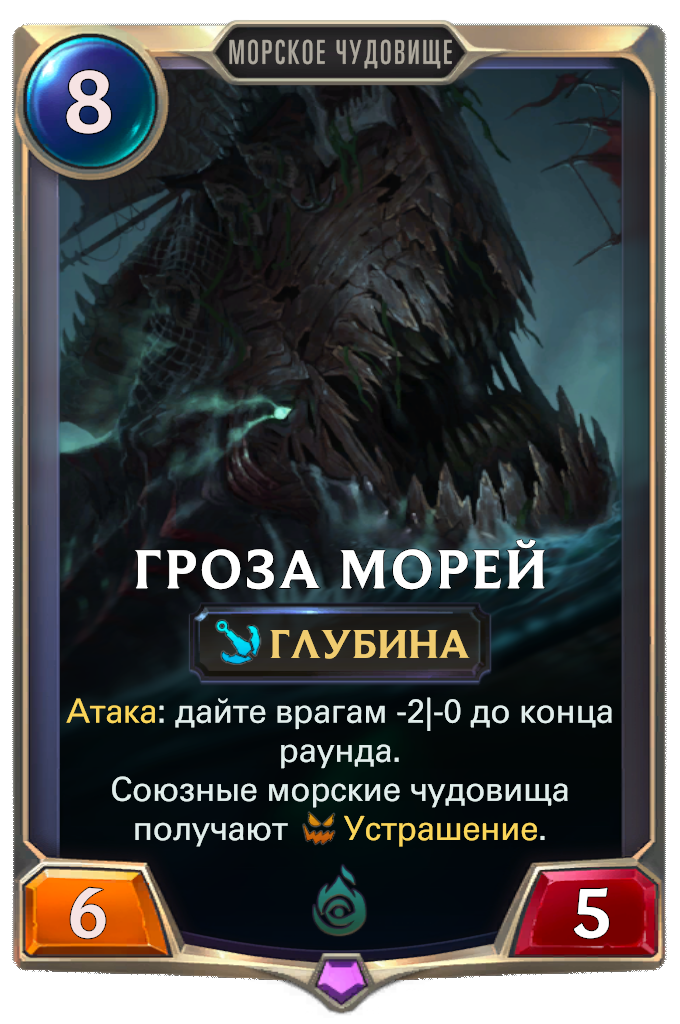 МОРСКОЕ ЧУДОВИЩЕ
8
ГРОЗА МОРЕЙ
ГЛУБИНА
Атака: дайте врагам -2|-0 до конца
раунда.
Союзные морские чудовища
получают Устрашение.
6
5